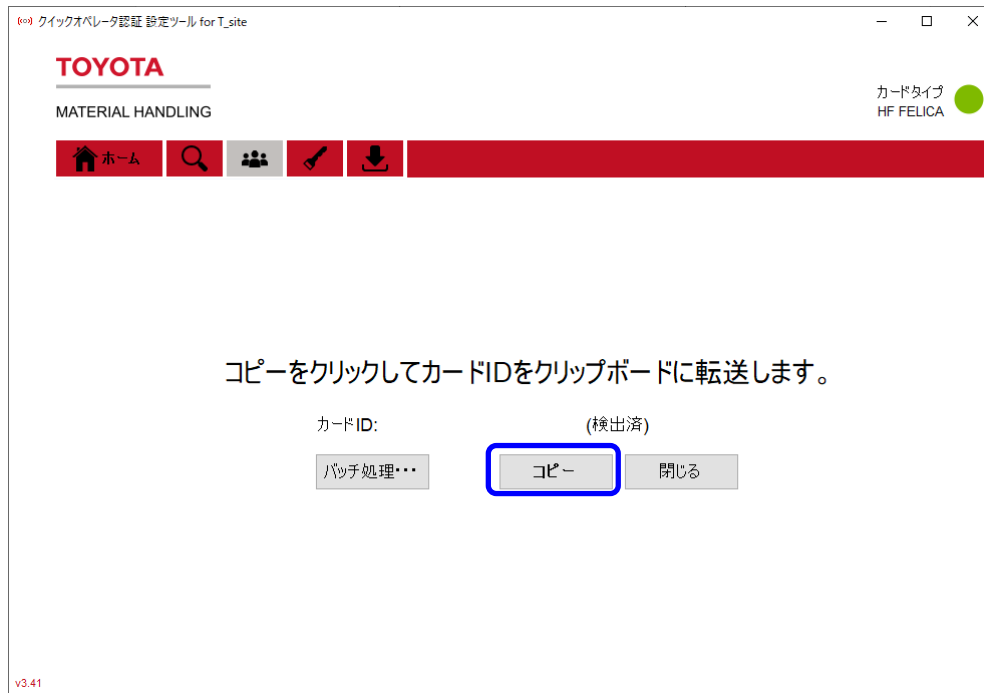 クイックオペレータ認証 設定ツール for T_site
TOYOTA
MATERIAL HANDLING
カードタイプ
HF FELICA
ホーム
コピーをクリックしてカードIDをクリップボードに転送します。
カードID: (検出済)
バッチ処理・・・ コピー 閉じる
v3.41